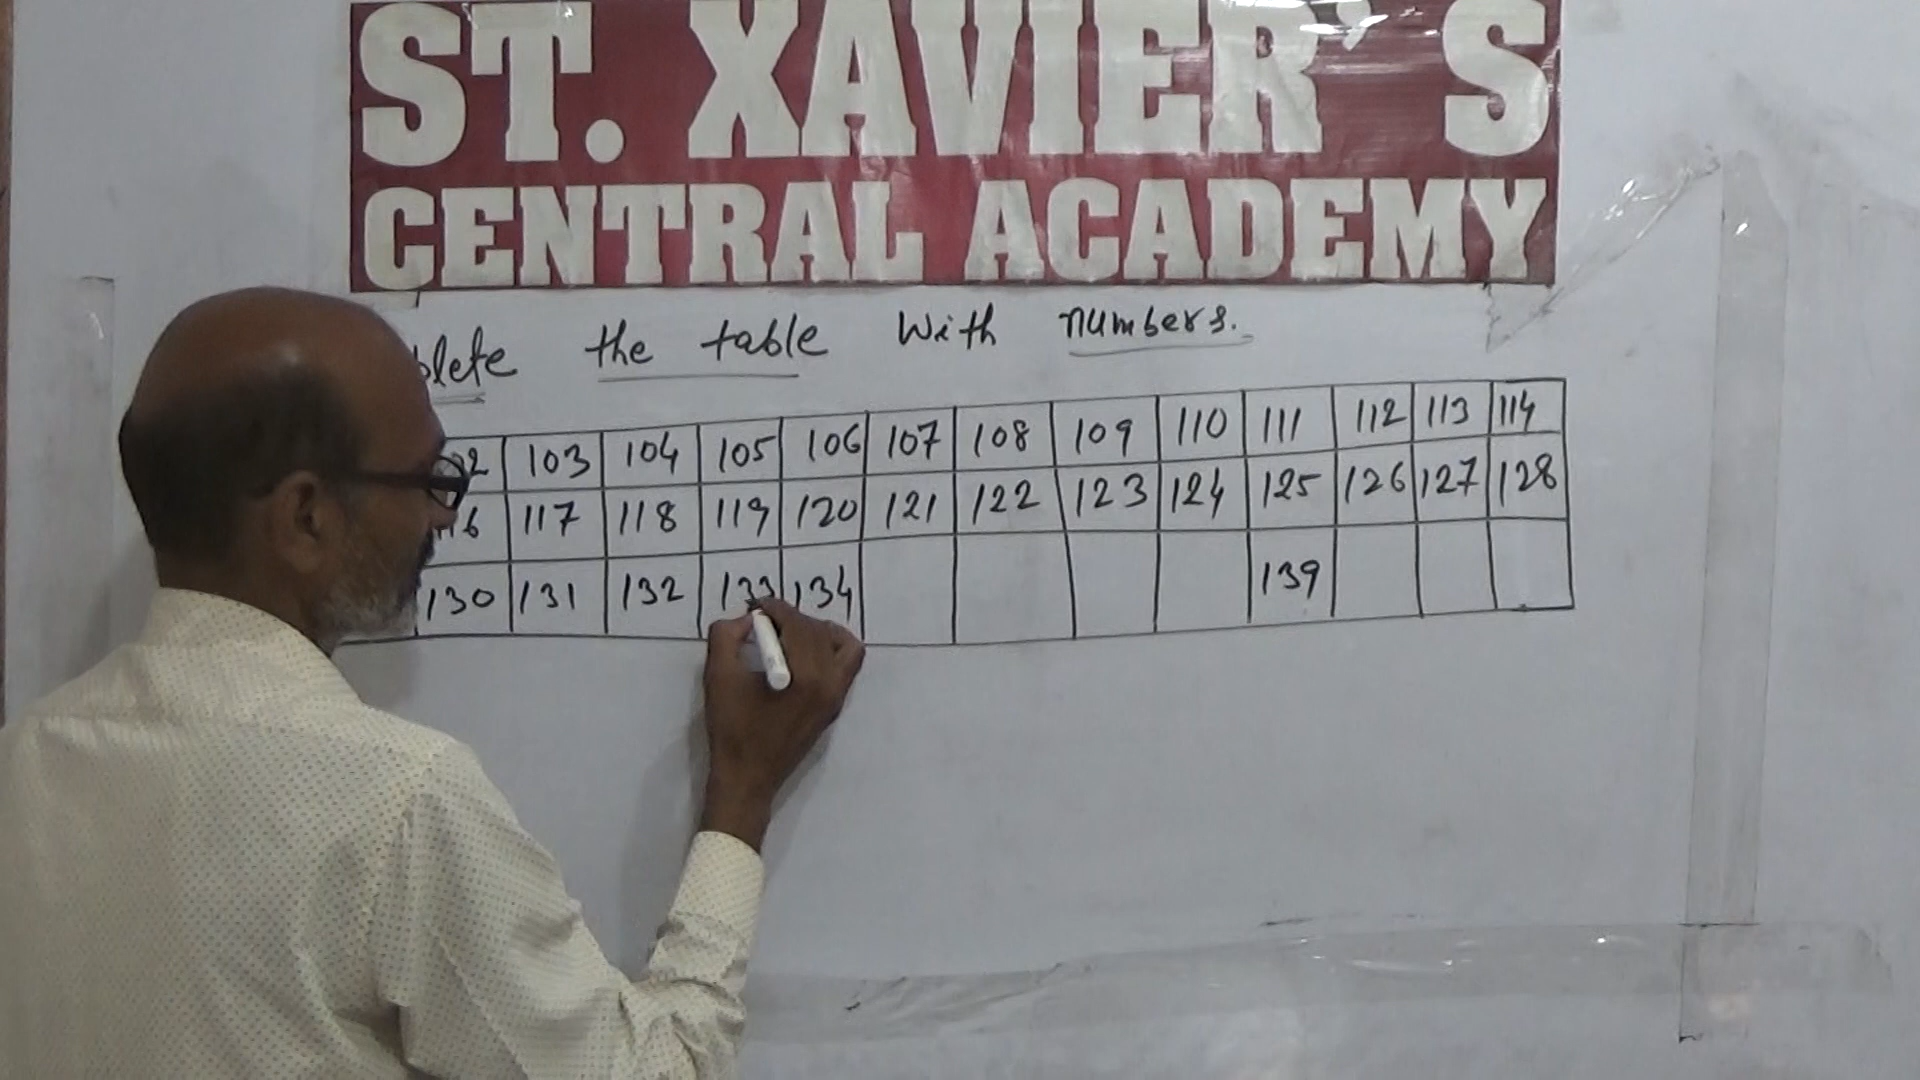 ST. XAVIER'S
CENTRAL ACADEMY
the table with numbers.
103 104 105 106 107 108 109 110 111 112 113 114
117 118 119 120 121 122 123 124 125 126 127 128
130 131 132 133 134 139